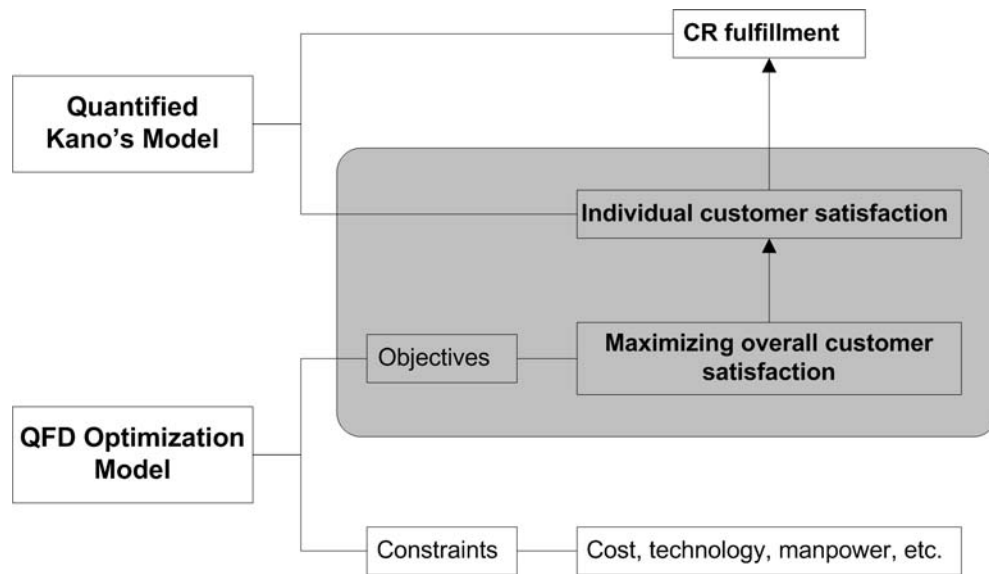 CR fulfillment
Quantified
Kano's Model
Individual customer satisfaction
Maximizing overall customer
satisfaction
Objectives
QFD Optimization
Model
Constraints
Cost, technology, manpower, etc.